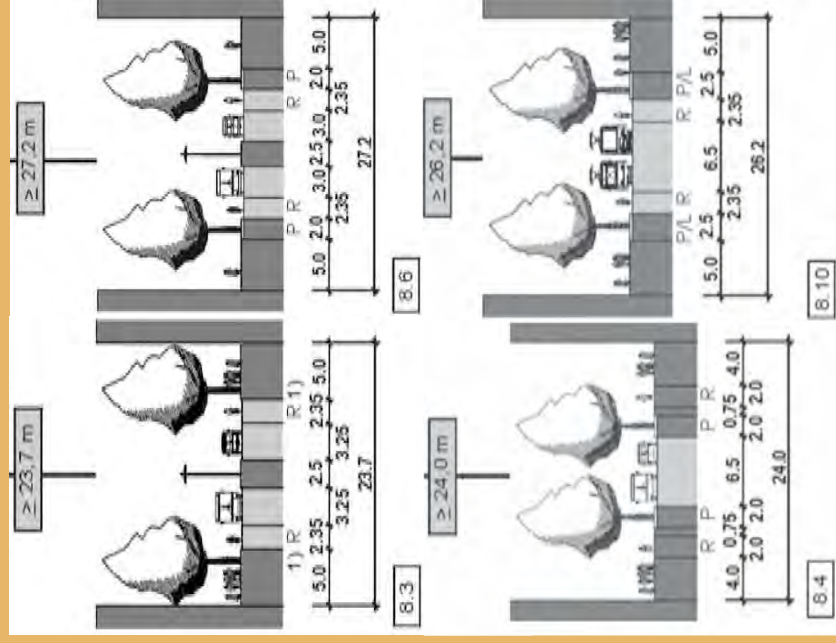 ≥ 23,7 m
1) R R 1)
5.0 2.35 2.5 2.35 5.0
3.25 3.25
23.7
8.3
≥ 27,2 m
P R R P
5.0 2.0 3.0 2.5 3.0 2.0 5.0
2.35 2.35
27.2
8.6
≥ 24,0 m
R P P R
4.0 0,75 6.5 0.75 4.0
2.0 2.0 2.0 2.0
24.0
8.4
≥ 26,2 m
P/L R R P/L
5.0 2.5 6.5 2.5 5.0
2.35 2.35
26.2
8.10